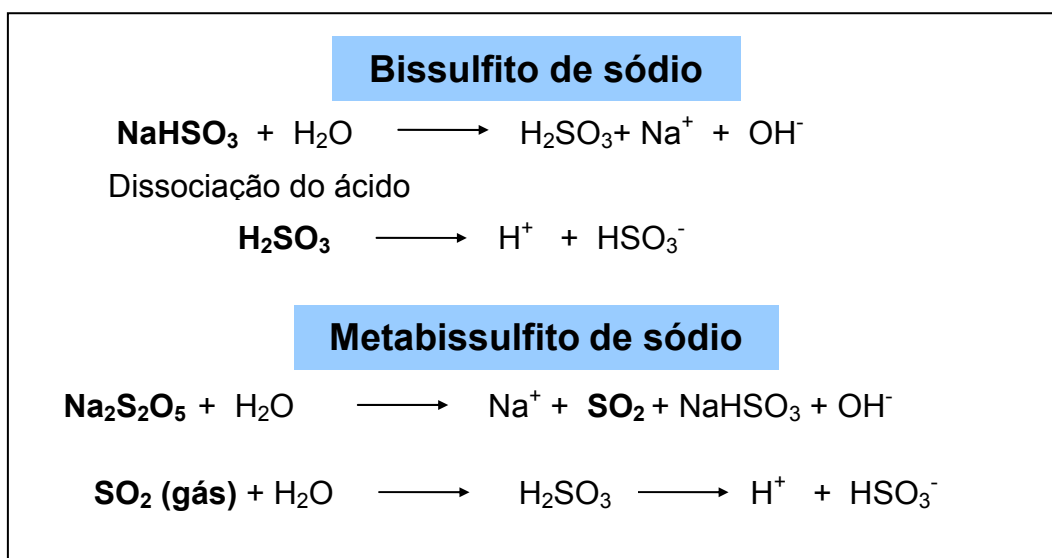 Bissulfito de sódio
NaHSO₃ + H₂O ⟶ H₂SO₃+ Na⁺ + OH⁻
Dissociação do ácido
H₂SO₃ ⟶ H⁺ + HSO₃⁻
Metabissulfito de sódio
Na₂S₂O₅ + H₂O ⟶ Na⁺ + SO₂ + NaHSO₃ + OH⁻
SO₂ (gás) + H₂O ⟶ H₂SO₃ ⟶ H⁺ + HSO₃⁻